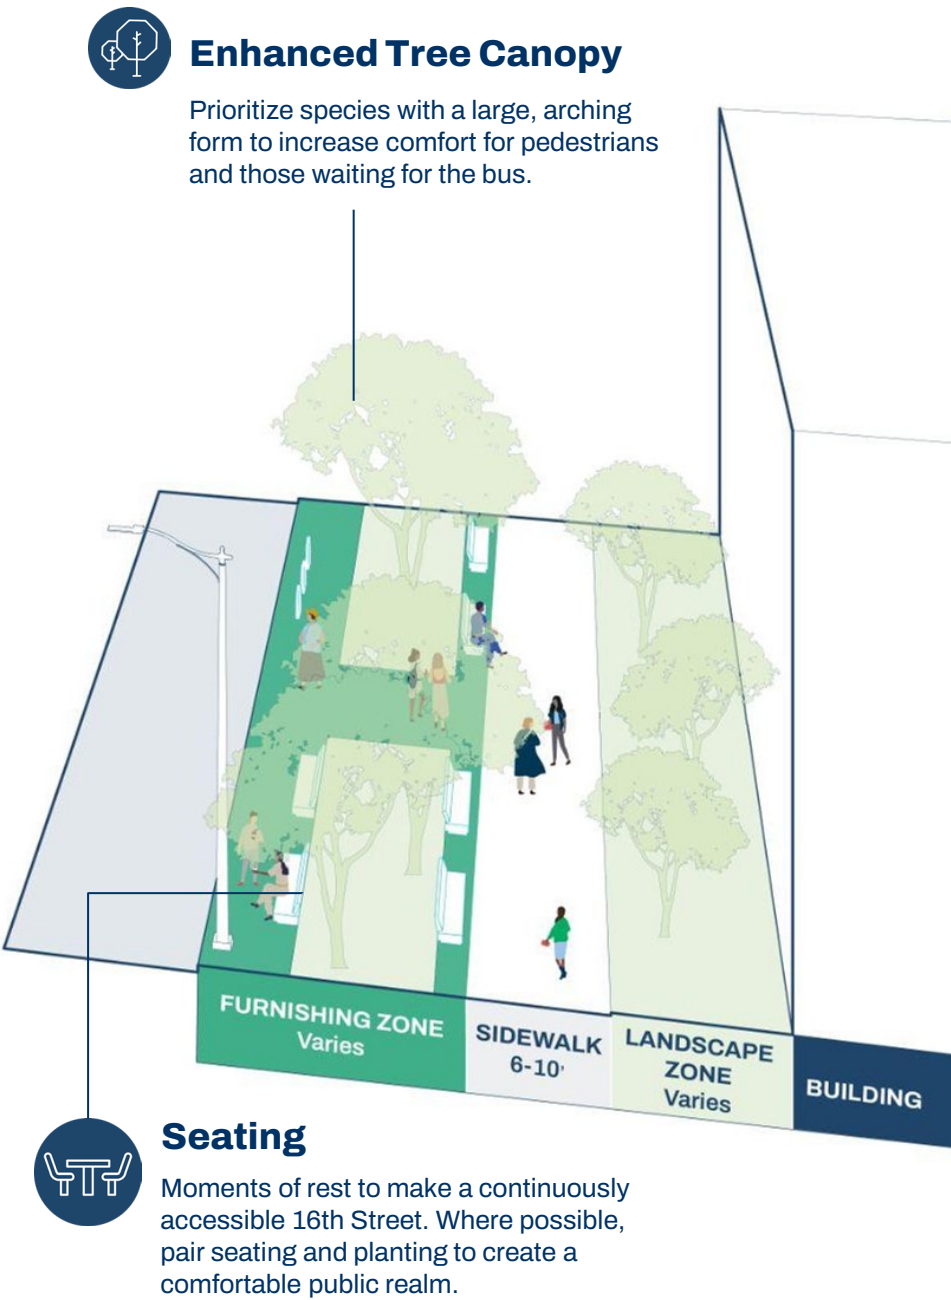 Enhanced Tree Canopy
Prioritize species with a large, arching
form to increase comfort for pedestrians
and those waiting for the bus.
FURNISHING ZONE
Varies
SIDEWALK
6-10'
LANDSCAPE
ZONE
Varies
BUILDING
Seating
Moments of rest to make a continuously
accessible 16th Street. Where possible,
pair seating and planting to create a
comfortable public realm.